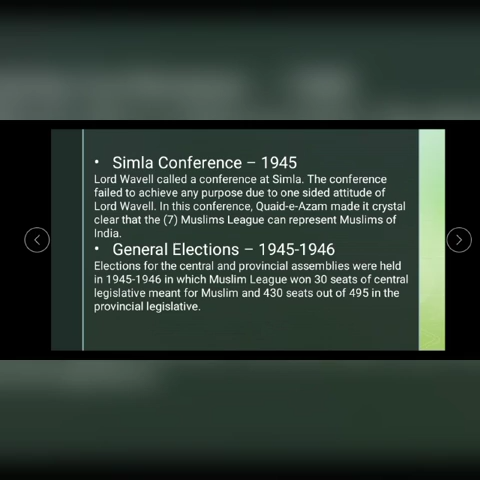 • Simla Conference – 1945
Lord Wavell called a conference at Simla. The conference
failed to achieve any purpose due to one sided attitude of
Lord Wavell. In this conference, Quaid-e-Azam made it crystal
clear that the (7) Muslims League can represent Muslims of
India.
• General Elections – 1945-1946
Elections for the central and provincial assemblies were held
in 1945-1946 in which Muslim League won 30 seats of central
legislative meant for Muslim and 430 seats out of 495 in the
provincial legislative.